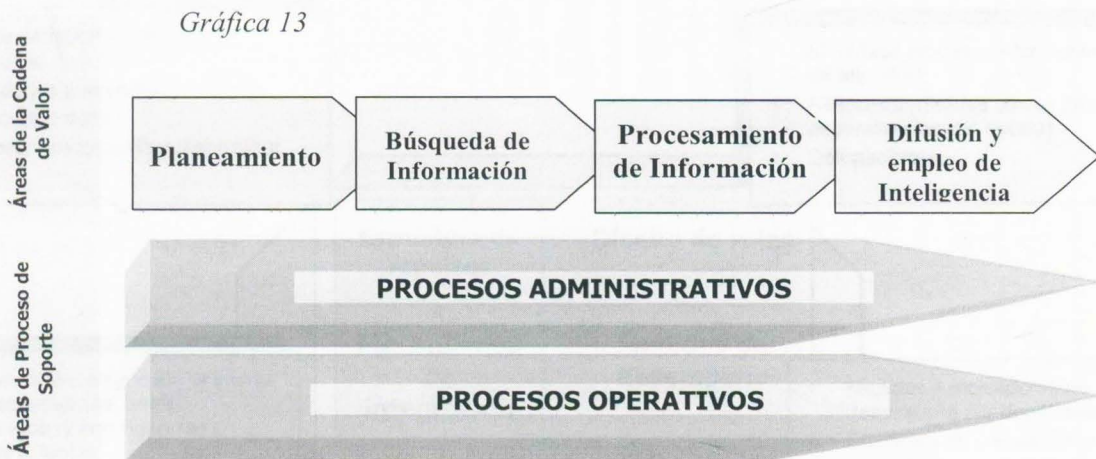 Gráfica 13
Áreas de la Cadena
de Valor
Planeamiento
Búsqueda de
Información
Procesamiento
de Información
Difusión y
empleo de
Inteligencia
Áreas de Proceso de
Soporte
PROCESOS ADMINISTRATIVOS
PROCESOS OPERATIVOS